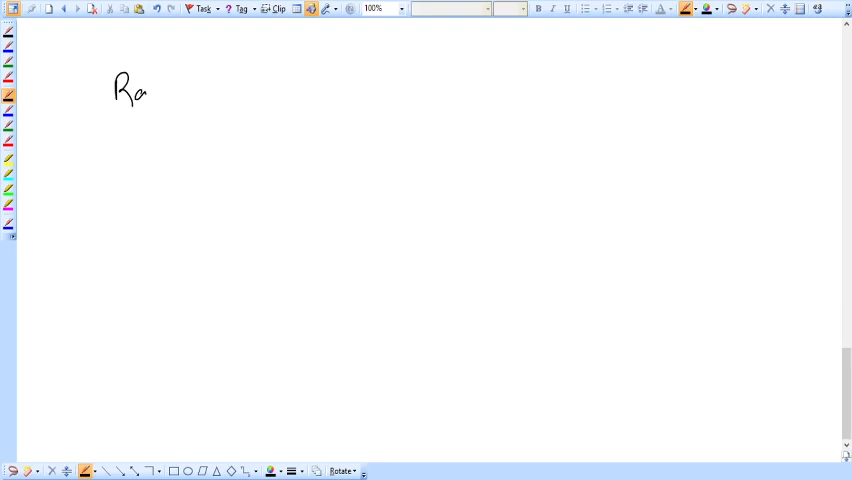 Task
Tag
Clip
100%
B I U
A
Ra
Rotate